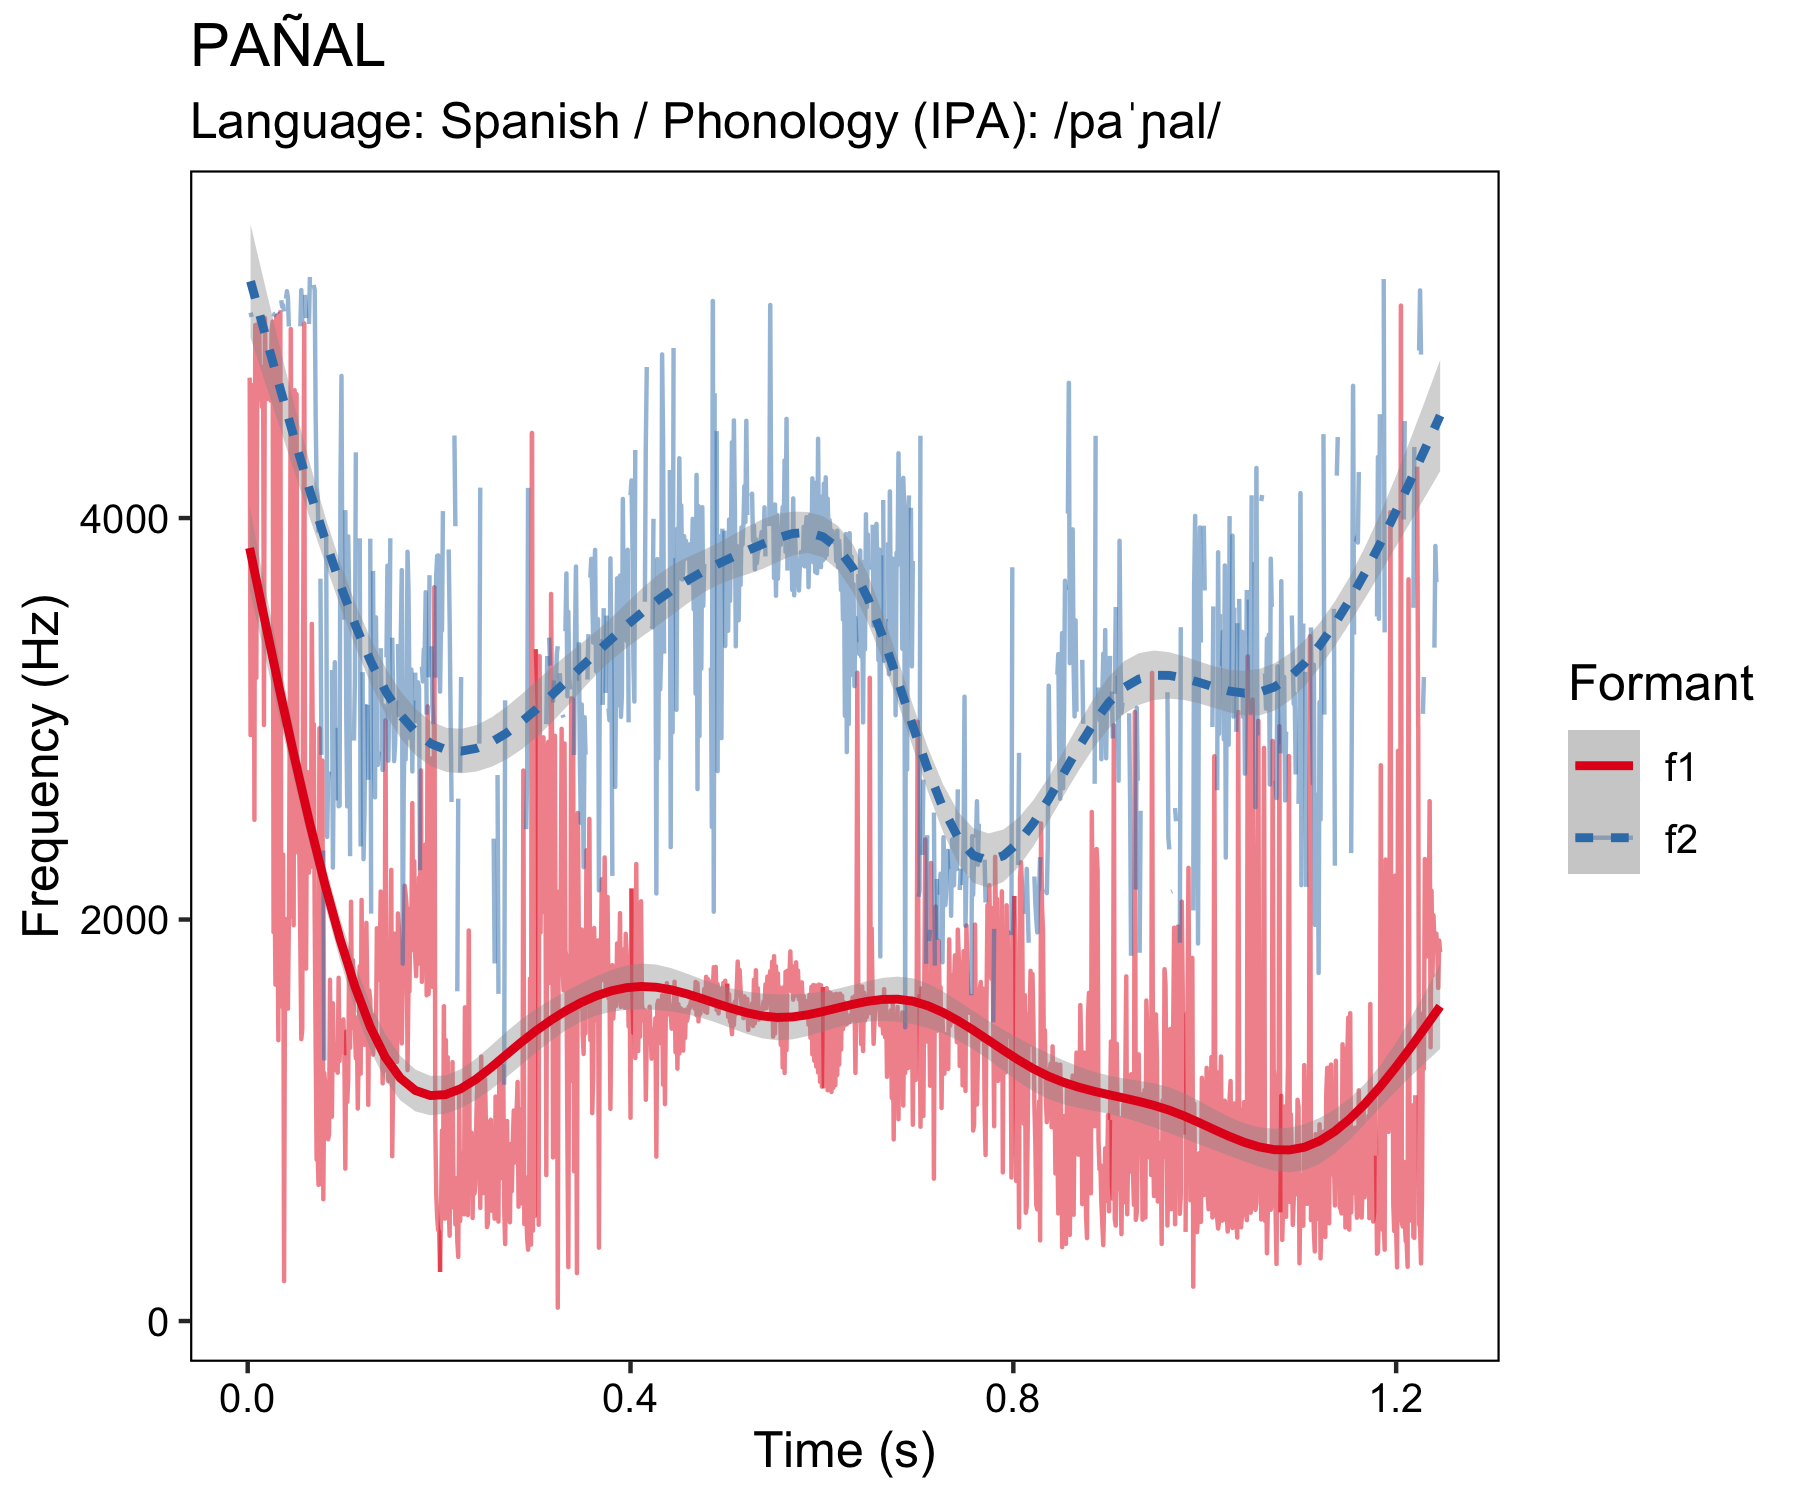 PAÑAL
Language: Spanish / Phonology (IPA): /paˈɲal/
Frequency (Hz)
4000
2000
0
0.0
0.4
0.8
1.2
Time (s)
Formant
f1
f2